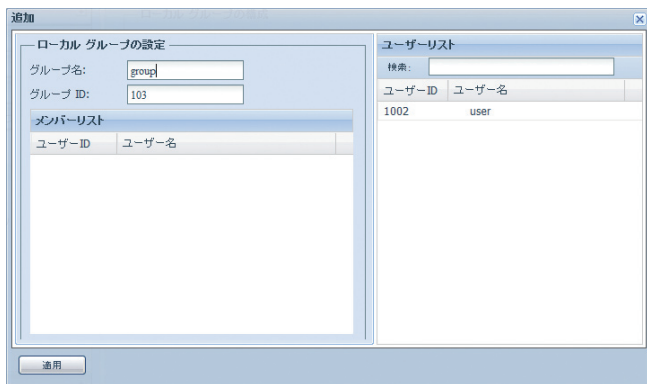 追加
ローカル グループの設定
グループ名: group
グループ ID: 103
メンバーリスト
ユーザーID ユーザー名
ユーザーリスト
検索:
ユーザーID ユーザー名
1002 user
適用